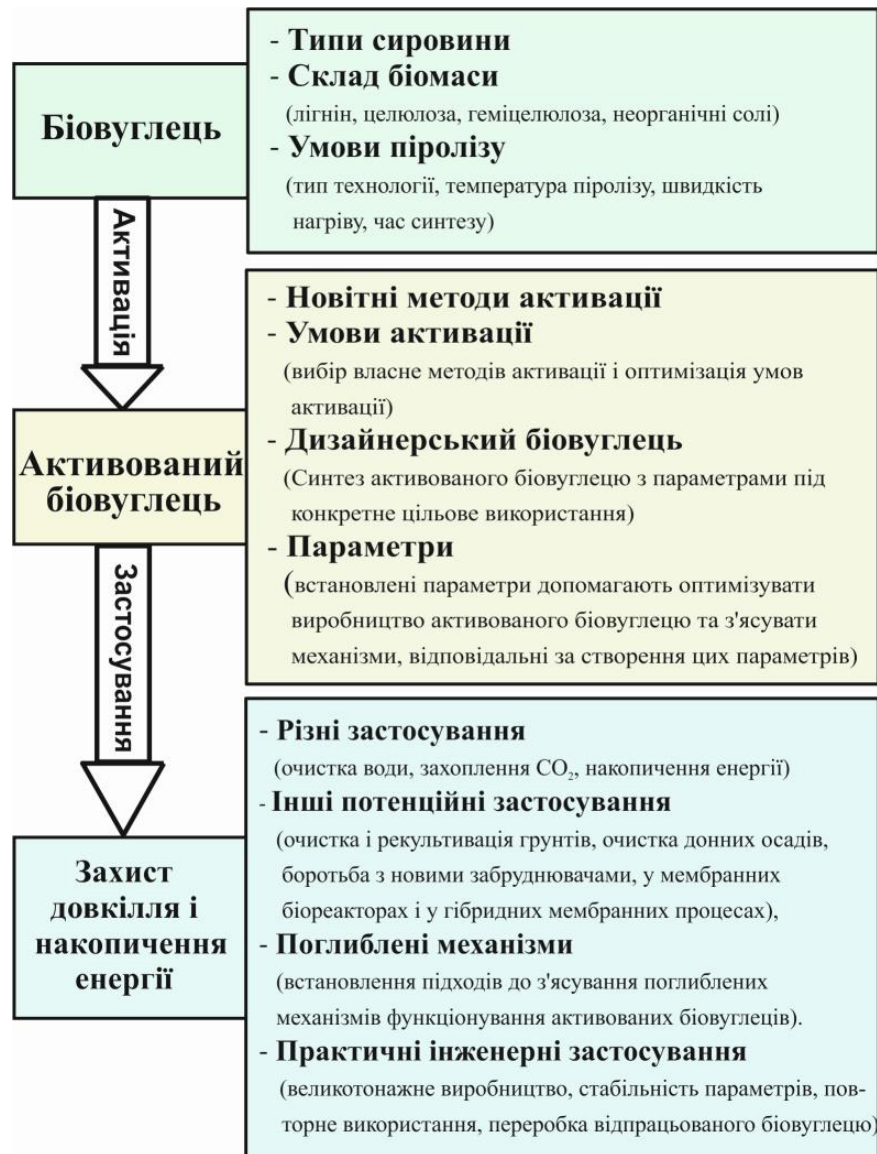 Біовуглець
- Типи сировини
- Склад біомаси
(лігнін, целюлоза, геміцелюлоза, неорганічні солі)
- Умови піролізу
(тип технології, температура піролізу, швидкість
нагріву, час синтезу)
Активація
Активований
біовуглець
- Новітні методи активації
- Умови активації
(вибір власне методів активації і оптимізація умов
активації)
- Дизайнерський біовуглець
(Синтез активованого біовуглецю з параметрами під
конкретне цільове використання)
- Параметри
(встановлені параметри допомагають оптимізувати
виробництво активованого біовуглецю та з'ясувати
механізми, відповідальні за створення цих параметрів)
Застосування
Захист
довкілля і
накопичення
енергії
- Різні застосування
(очистка води, захоплення CO₂, накопичення енергії)
- Інші потенційні застосування
(очистка і рекультивація грунтів, очистка донних осадів,
боротьба з новими забруднювачами, у мембранних
біореакторах і у гібридних мембранних процесах),
- Поглиблені механізми
(встановлення підходів до з'ясування поглиблених
механізмів функціонування активованих біовуглеців).
- Практичні інженерні застосування
(великотонажне виробництво, стабільність параметрів, пов-
торне використання, переробка відпрацьованого біовуглецю)